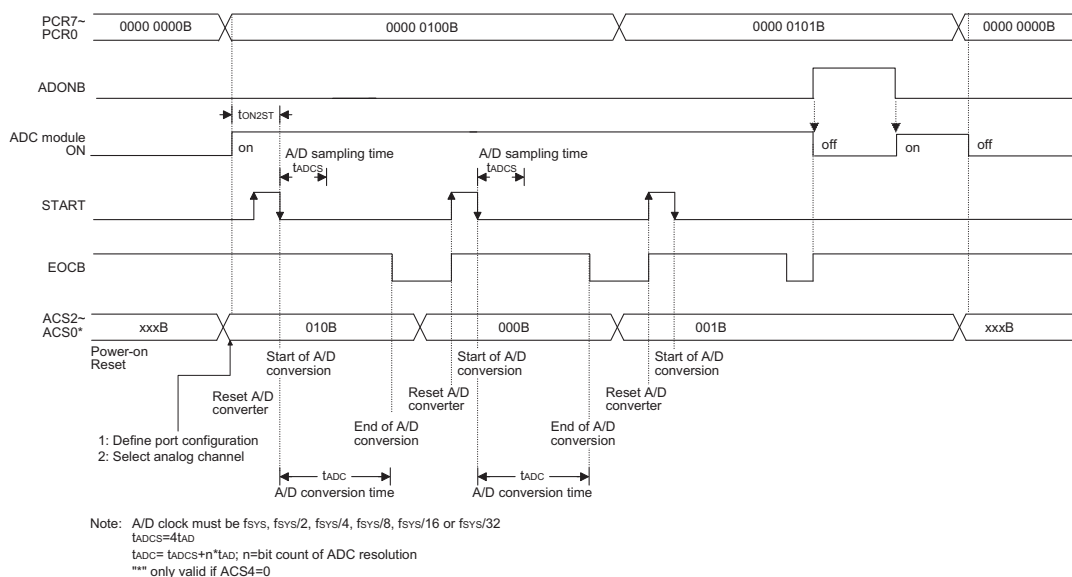 PCR7~
PCR0
0000 0000B
0000 0100B
0000 0101B
0000 0000B
ADONB
tON2ST
ADC module
ON
on
off
on
off
A/D sampling time
tADCS
A/D sampling time
tADCS
START
EOCB
ACS2~
ACS0*
xxxB
010B
000B
001B
xxxB
Power-on
Reset
Start of A/D
conversion
Start of A/D
conversion
Start of A/D
conversion
Reset A/D
converter
Reset A/D
converter
Reset A/D
converter
End of A/D
conversion
End of A/D
conversion
1: Define port configuration
2: Select analog channel
tADC
A/D conversion time
tADC
A/D conversion time
Note: A/D clock must be fSYS, fSYS/2, fSYS/4, fSYS/8, fSYS/16 or fSYS/32
tADCS=4tAD
tADC= tADCS+n*tAD; n=bit count of ADC resolution
"*" only valid if ACS4=0